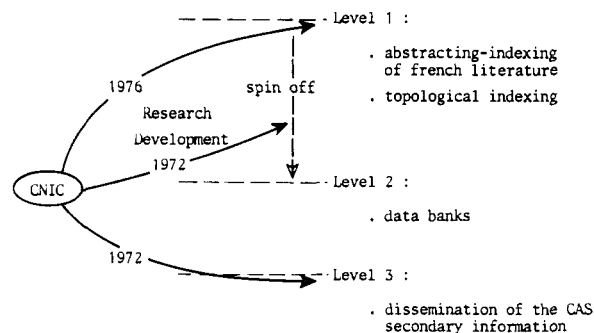 Level 1 :
. abstracting-indexing
of french literature
1976
spin off
. topological indexing
Research
Development
1972
CNIC
Level 2 :
. data banks
1972
Level 3 :
. dissemination of the CAS
secondary information